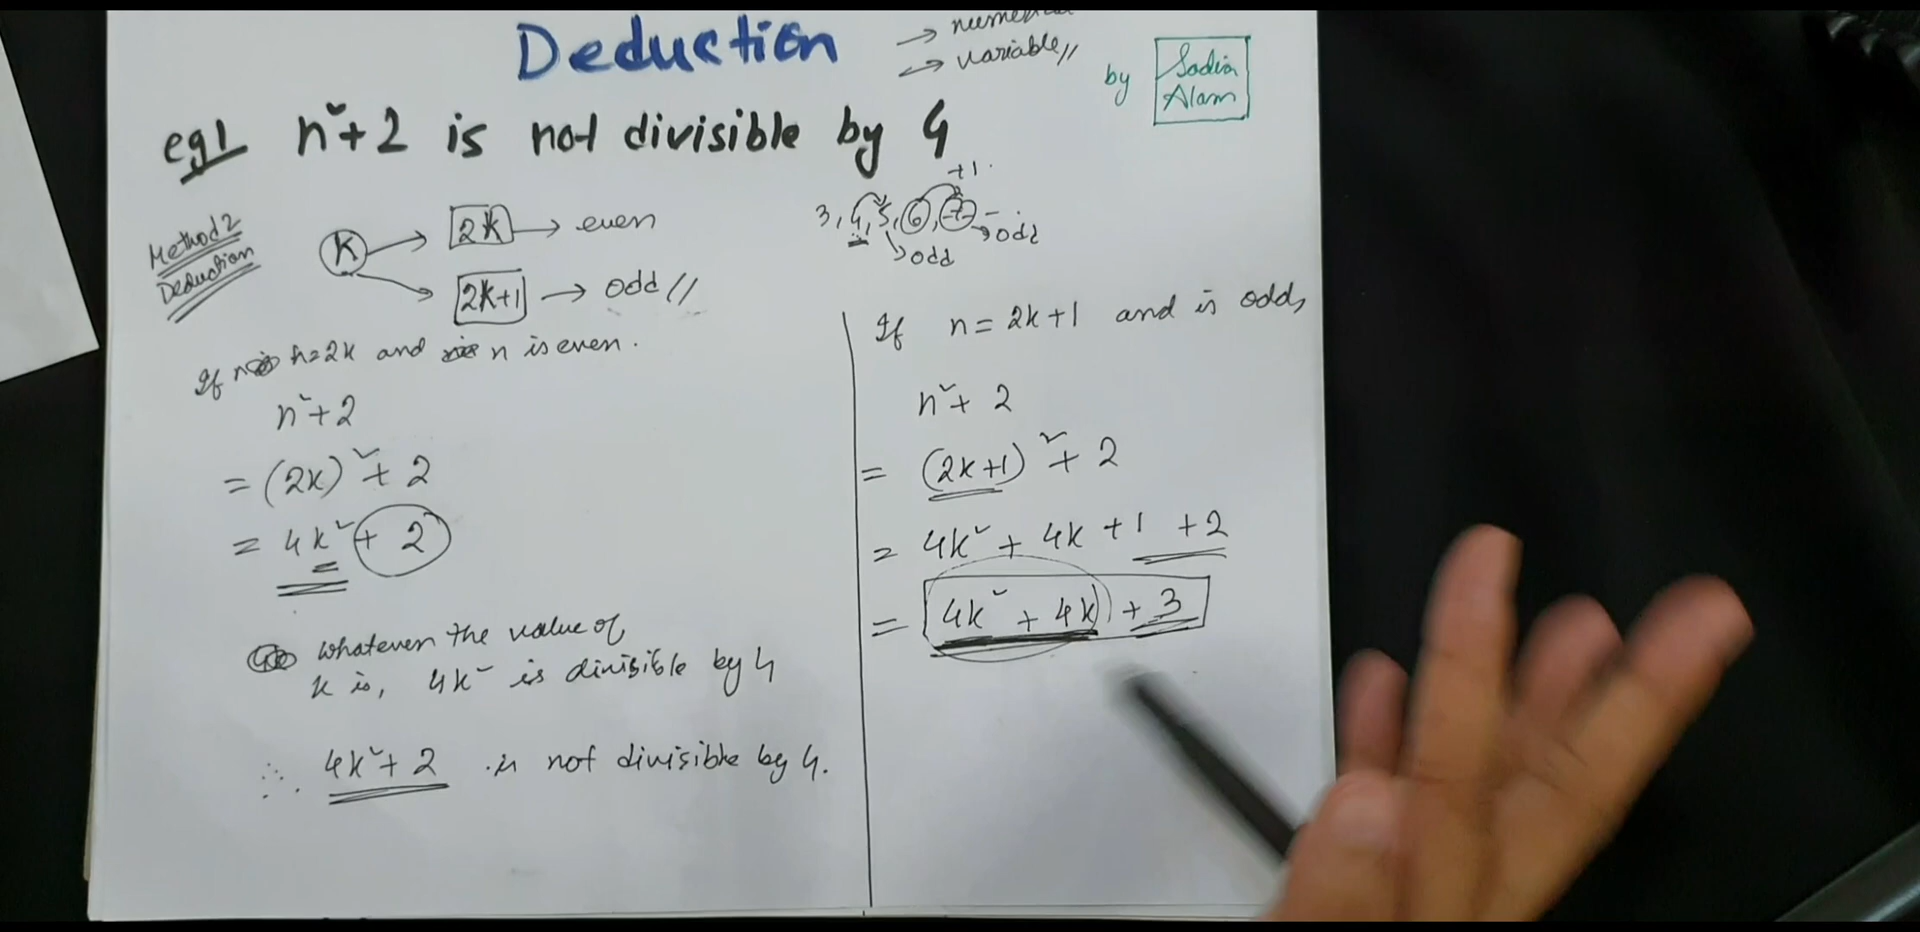 Deduction
→ variable //
by Sadia
Alam
eg1 n²+2 is not divisible by 4
+1
Method 2
Deduction
K → 2K → even
→ 2K+1 → odd //
3, 4, 5, 6, 7 -
→ odd
→ odd
If n=2k and n is even.
n²+2
= (2k)²+2
= 4k²+2
whatever the value of
k is, 4k² is divisible by 4
∴ 4k²+2 is not divisible by 4.
If n=2k+1 and is odd,
n²+2
= (2k+1)²+2
= 4k²+4k+1+2
= 4k²+4k+3